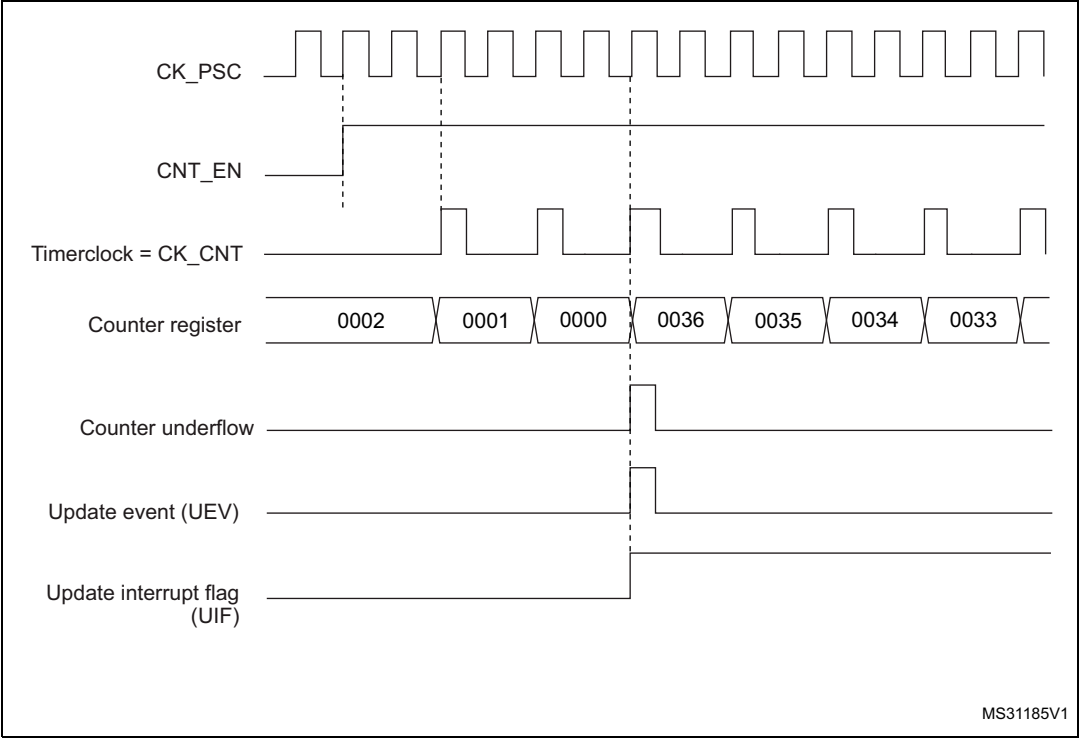 CK_PSC
CNT_EN
Timerclock = CK_CNT
Counter register
0002 0001 0000 0036 0035 0034 0033
Counter underflow
Update event (UEV)
Update interrupt flag
(UIF)
MS31185V1